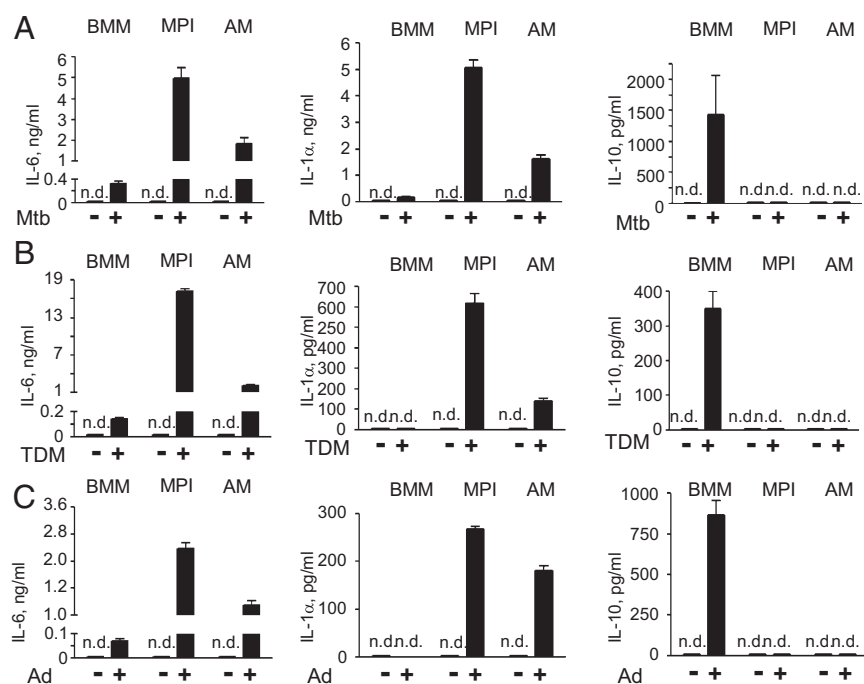 A
BMM MPI AM
IL-6, ng/ml
6
5
4
3
2
1
0.4
0
n.d. n.d. n.d.
Mtb - + - + - +
BMM MPI AM
IL-1α, ng/ml
6
5
4
3
2
1
0
n.d. n.d. n.d.
Mtb - + - + - +
BMM MPI AM
IL-10, pg/ml
2000
1500
1000
500
250
0
n.d. n.d. n.d. n.d. n.d.
Mtb - + - + - +
B
BMM MPI AM
IL-6, ng/ml
19
13
7
1
0.2
0
n.d. n.d. n.d.
TDM - + - + - +
BMM MPI AM
IL-1α, pg/ml
700
600
200
100
0
n.d. n.d. n.d. n.d.
TDM - + - + - +
BMM MPI AM
IL-10, pg/ml
400
300
200
100
0
n.d. n.d. n.d. n.d. n.d.
TDM - + - + - +
C
BMM MPI AM
IL-6, ng/ml
3.6
2.8
2.0
1.2
1.0
0.1
0
n.d. n.d. n.d.
Ad - + - + - +
BMM MPI AM
IL-1α, pg/ml
300
200
100
0
n.d. n.d. n.d. n.d.
Ad - + - + - +
BMM MPI AM
IL-10, pg/ml
1000
750
500
250
0
n.d. n.d. n.d. n.d. n.d.
Ad - + - + - +